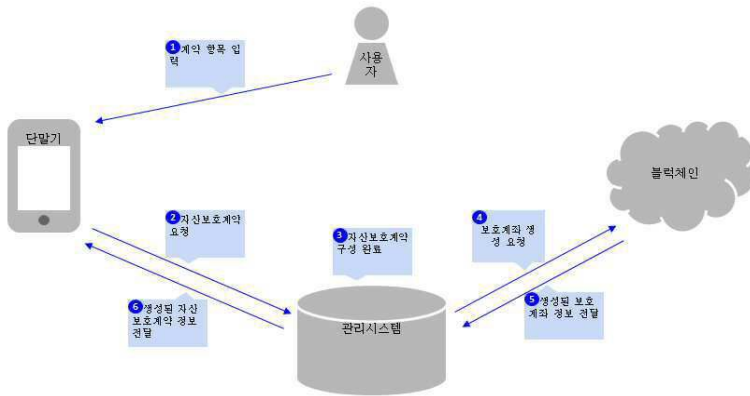 사용
자
1 계약 항목 입
력
단말기
블럭체인
2 자산보호계약
요청
3 자산보호계약
구성 완료
4
보호계좌 생
성 요청
6 생성된 자산
보호계약 정보
전달
5 생성된 보호
계좌 정보 전달
관리시스템